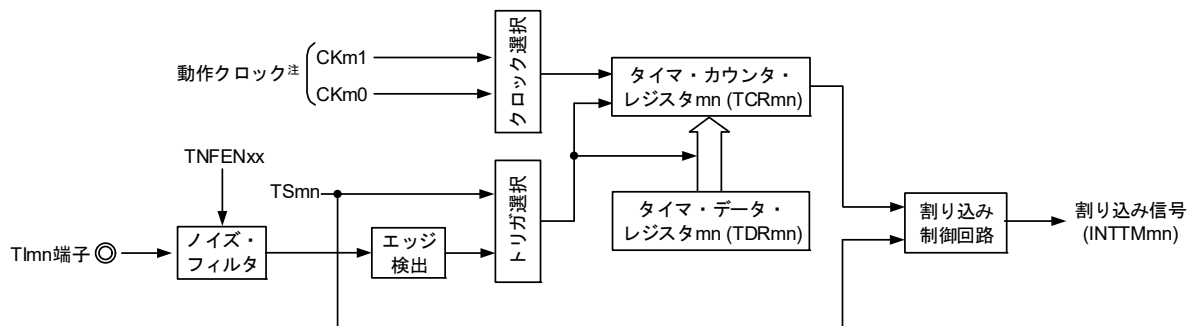 動作クロック注
CKm1
CKm0
クロック選択
タイマ・カウンタ・
レジスタmn (TCRmn)
TNFENxx
TSmn
トリガ選択
タイマ・データ・
レジスタmn (TDRmn)
割り込み
制御回路
割り込み信号
(INTTMmn)
TImn端子
ノイズ・
フィルタ
エッジ
検出